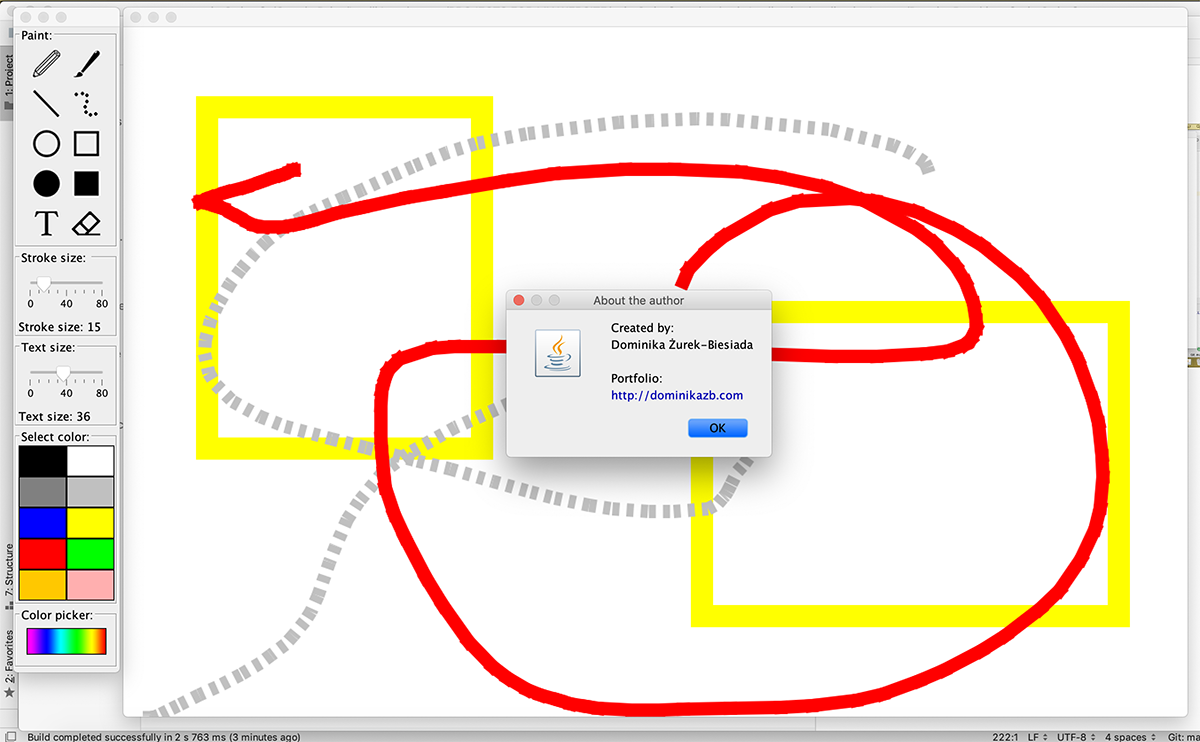 Paint:
T
Stroke size:
0 40 80
Stroke size: 15
Text size:
0 40 80
Text size: 36
Select color:
Color picker:
1: Project
7: Structure
2: Favorites
About the author
Created by:
Dominika Żurek-Biesiada
Portfolio:
http://dominikazb.com
OK
Build completed successfully in 2 s 763 ms (3 minutes ago)
222:1 LF UTF-8 4 spaces Git: ma